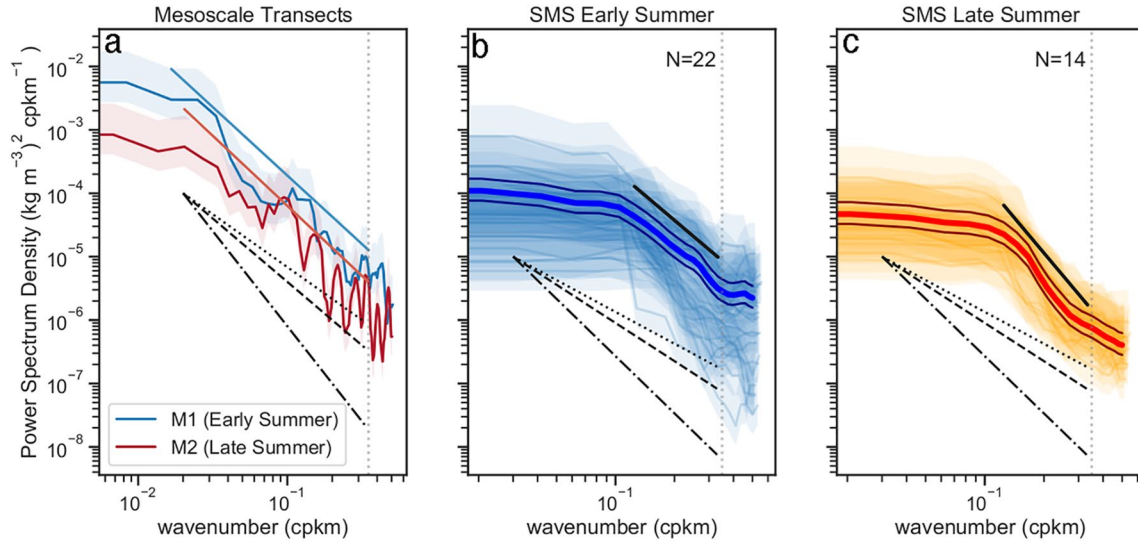 Mesoscale Transects
SMS Early Summer
SMS Late Summer
a
b
c
N=22
N=14
Power Spectrum Density (kg m⁻³)² cpkm⁻¹ )
10⁻²
10⁻³
10⁻⁴
10⁻⁵
10⁻⁶
10⁻⁷
10⁻⁸
M1 (Early Summer)
M2 (Late Summer)
10⁻²
10⁻¹
10⁻¹
10⁻¹
wavenumber (cpkm)
wavenumber (cpkm)
wavenumber (cpkm)